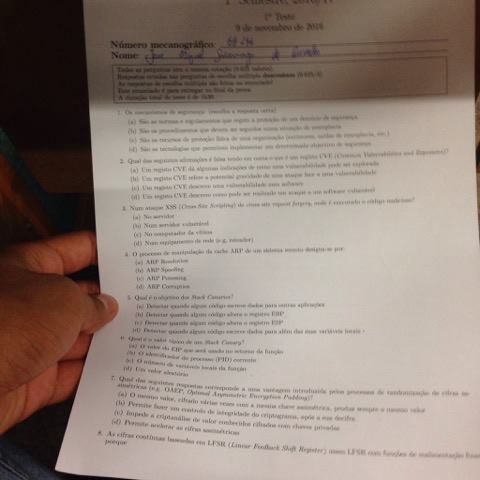 1º Semestre, 2016/17
1º Teste
9 de novembro de 2016
Número mecanográfico:
Nome:
Todas as perguntas têm a mesma cotação (0.625 valores).
Respostas erradas nas perguntas de escolha múltipla descontam
As respostas de escolha múltipla são feitas no enunciado!
Este enunciado é para entregar no final da prova.
A duração total do teste é de 1h30.
1. Os mecanismos de segurança: (escolha a resposta certa)
(a) São as normas e regulamentos que regem a proteção de um domínio de segurança
(b) São os procedimentos que devem ser seguidos numa situação de emergência
(c) São os recursos de proteção física de uma organização (extintores, saídas de emergência, etc.)
(d) São as tecnologias que permitem implementar um determinado objectivo de segurança
2. Qual das seguintes afirmações é falsa tendo em conta o que é um registro CVE (Common Vulnerabilities and Exposures)?
(a) Um registo CVE dá algumas indicações de como uma vulnerabilidade pode ser explorada
(b) Um registo CVE refere a potencial gravidade de uma ataque face a uma vulnerabilidade
(c) Um registo CVE descreve uma vulnerabilidade num software
(d) Um registo CVE descreve como pode ser realizado um ataque a um software vulnerável
3. Num ataque XSS (Cross Site Scripting) de cross site request forgery, onde é executado o código malicioso?
(a) No servidor
(b) Num servidor vulnerável
(c) No computador da vítima
(d) Num equipamento de rede (e.g. roteador)
4. O processo de manipulação da cache ARP de um sistema remoto designa-se por:
(a) ARP Resolution
(b) ARP Spoofing
(c) ARP Poisoning
(d) ARP Corruption
5. Qual é o objetivo dos Stack Canaries?
(a) Detectar quando algum código escreve dados para outras aplicações
(b) Detectar quando algum código altera o registro EBP
(c) Detectar quando algum código altera o registro ESP
(d) Detectar quando algum código escreve dados para além das suas variáveis locais
6. Qual é o valor típico de um Stack Canary?
(a) O valor do EBP que será usado no retorno da função
(b) O identificador do processo (PID) corrente
(c) O número de variáveis locais da função
(d) Um valor aleatório
7. Qual das seguintes respostas corresponde a uma vantagem introduzida pelos processos de randomização de cifras as-
simétricas (e.g. OAEP, Optimal Asymmetric Encryption Padding)?
(a) O mesmo valor, cifrado várias vezes com a mesma chave assimétrica, produz sempre o mesmo valor
(b) Permite fazer um controlo de integridade do criptograma, após a sua decifra
(c) Impede a criptanálise de valor conhecidos cifrados com chaves privadas
(d) Permite acelerar as cifras assimétricas
8. As cifras contínuas baseadas em LFSR (Linear Feedback Shift Register) usam LFSR com funções de realimentação
porque